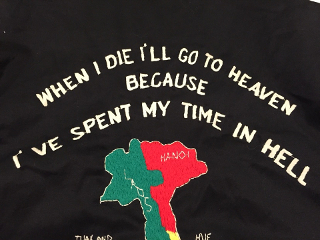 WHEN I DIE I'LL GO TO HEAVEN
BECAUSE
I'VE SPENT MY TIME IN HELL
HANOI
HUE